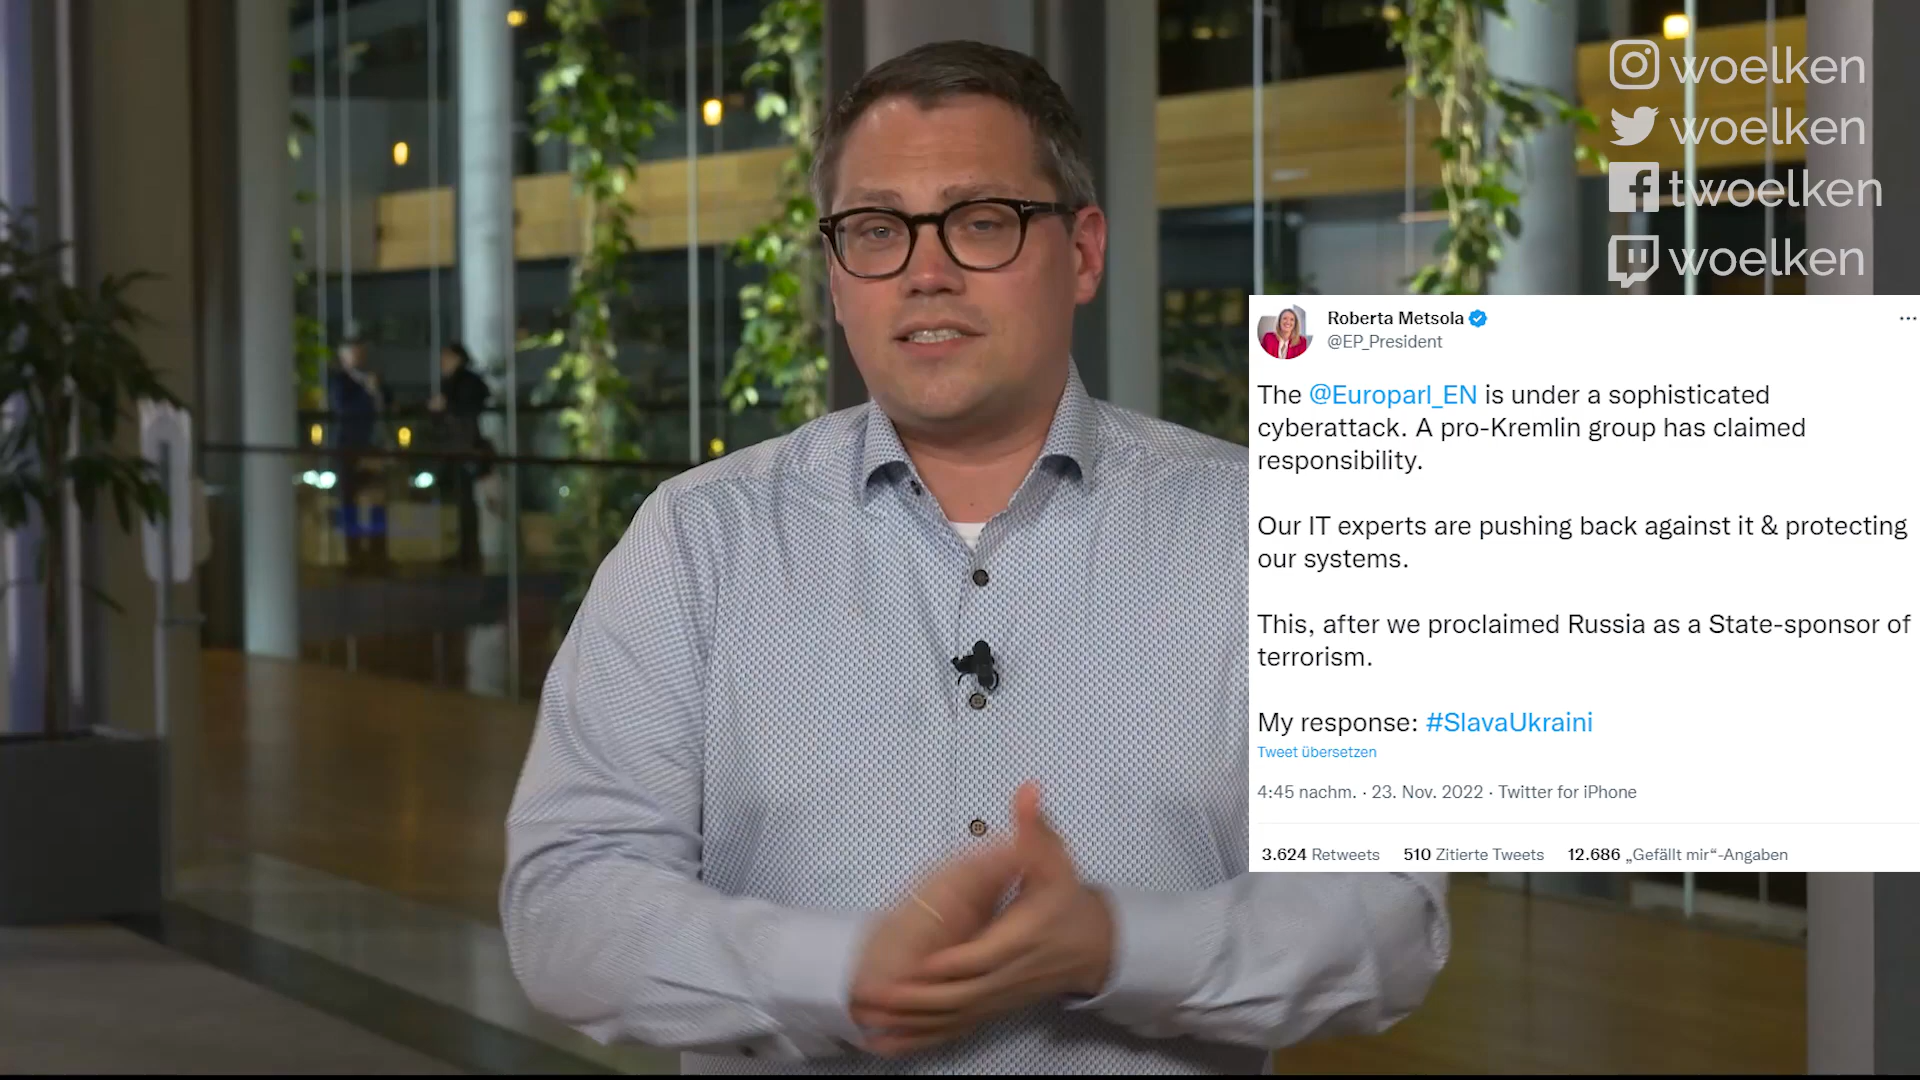 woelken
woelken
twoelken
woelken
Roberta Metsola
@EP_President
The @Europarl_EN is under a sophisticated
cyberattack. A pro-Kremlin group has claimed
responsibility.
Our IT experts are pushing back against it & protecting
our systems.
This, after we proclaimed Russia as a State-sponsor of
terrorism.
My response: #SlavaUkraini
Tweet übersetzen
4:45 nachm. · 23. Nov. 2022 · Twitter for iPhone
3.624 Retweets 510 Zitierte Tweets 12.686 „Gefällt mir“-Angaben